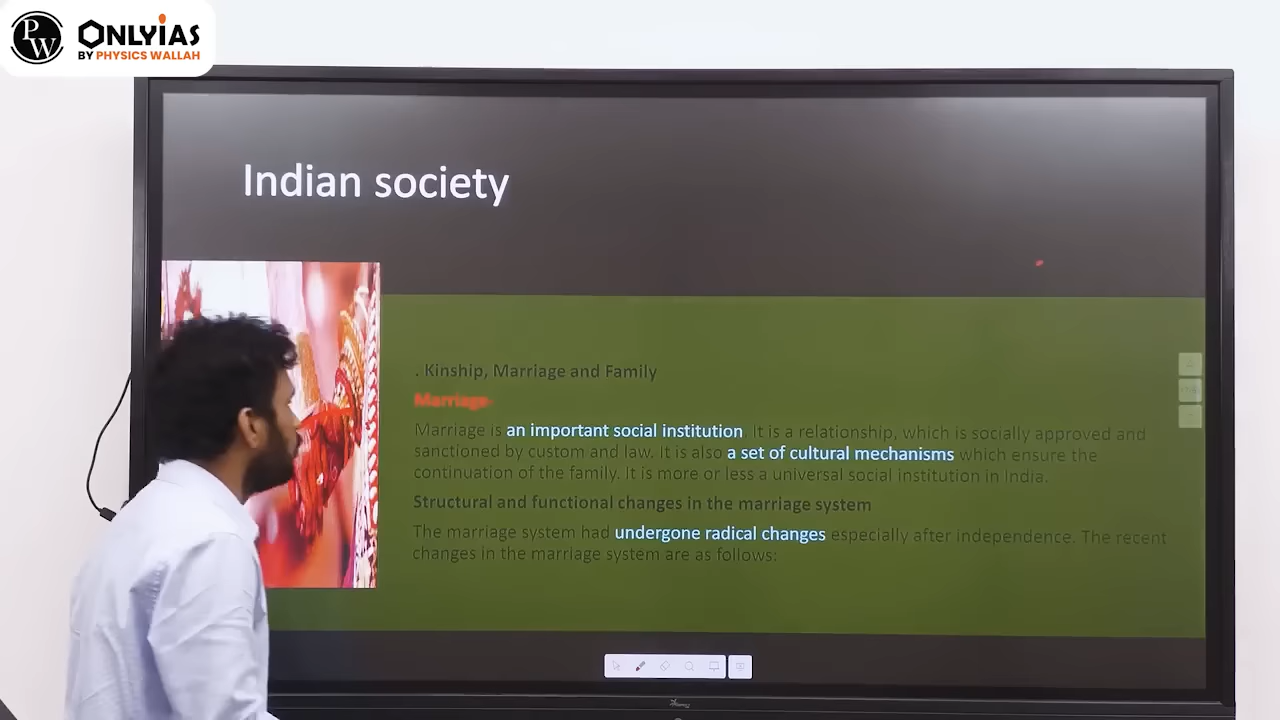 PW
ONLYIAS
BY PHYSICS WALLAH
Indian society
. Kinship, Marriage and Family
Marriage-
Marriage is an important social institution. It is a relationship, which is socially approved and
sanctioned by custom and law. It is also a set of cultural mechanisms which ensure the
continuation of the family. It is more or less a universal social institution in India.
Structural and functional changes in the marriage system
The marriage system had undergone radical changes especially after independence. The recent
changes in the marriage system are as follows: